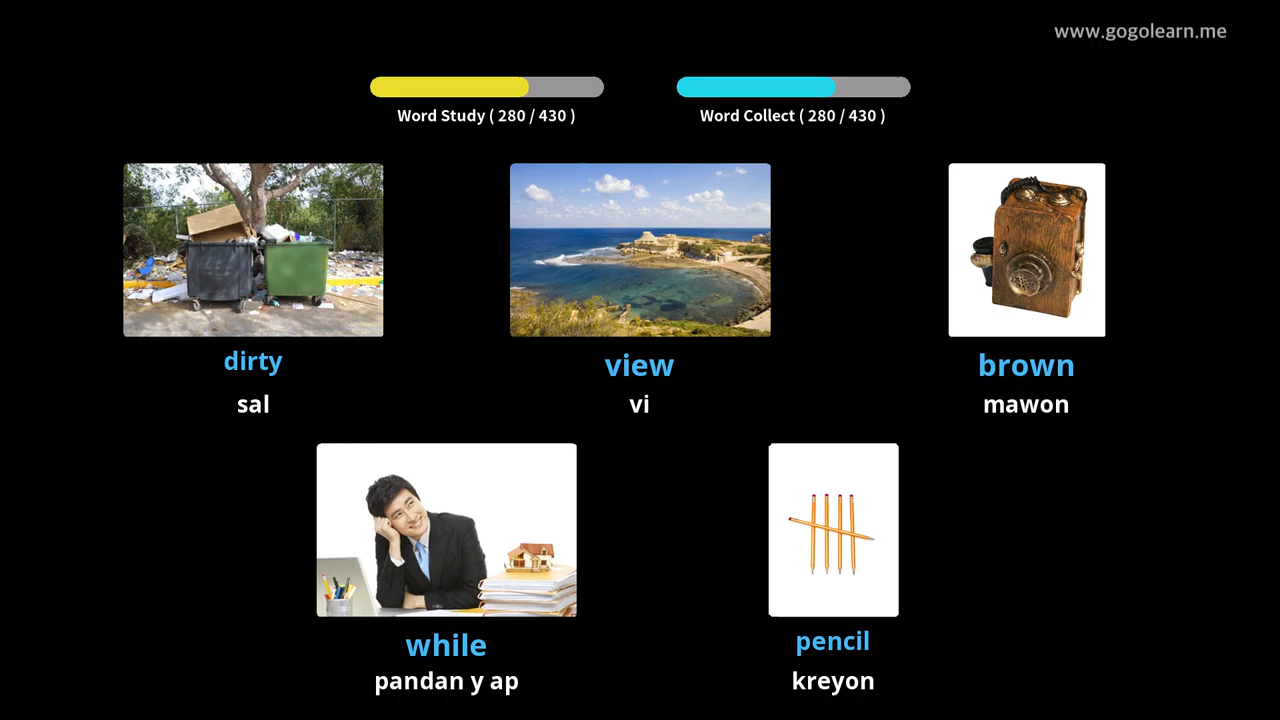 www.gogolearn.me
Word Study ( 280 / 430 )
Word Collect ( 280 / 430 )
dirty
view
brown
sal
vi
mawon
while
pencil
pandan y ap
kreyon